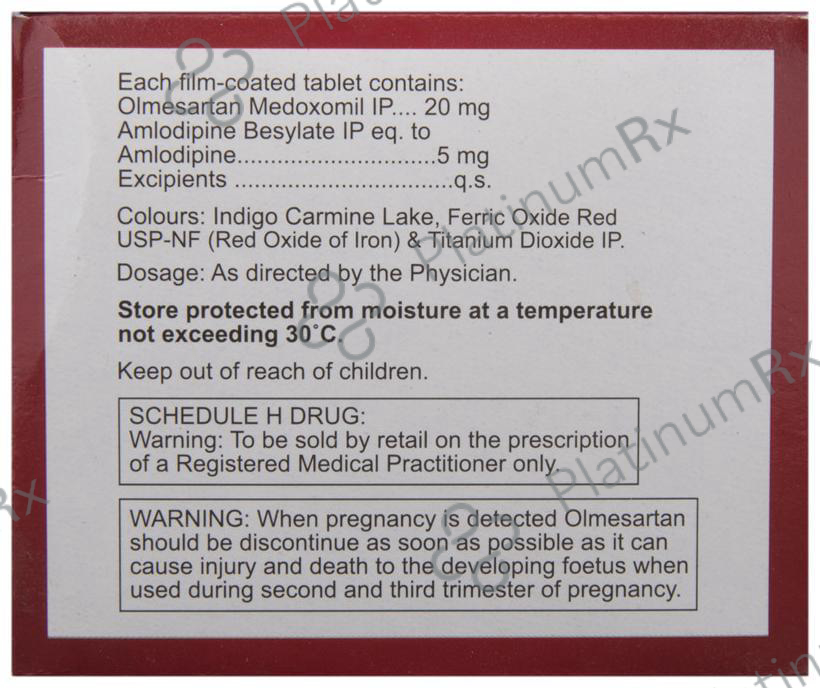 Each film-coated tablet contains:
Olmesartan Medoxomil IP.... 20 mg
Amlodipine Besylate IP eq. to
Amlodipine...............................5 mg
Excipients ..................................q.s.
Colours: Indigo Carmine Lake, Ferric Oxide Red
USP-NF (Red Oxide of Iron) & Titanium Dioxide IP.
Dosage: As directed by the Physician.
Store protected from moisture at a temperature
not exceeding 30°C.
Keep out of reach of children.
SCHEDULE H DRUG:
Warning: To be sold by retail on the prescription
of a Registered Medical Practitioner only.
WARNING: When pregnancy is detected Olmesartan
should be discontinue as soon as possible as it can
cause injury and death to the developing foetus when
used during second and third trimester of pregnancy.
PlatinumRx
PlatinumRx